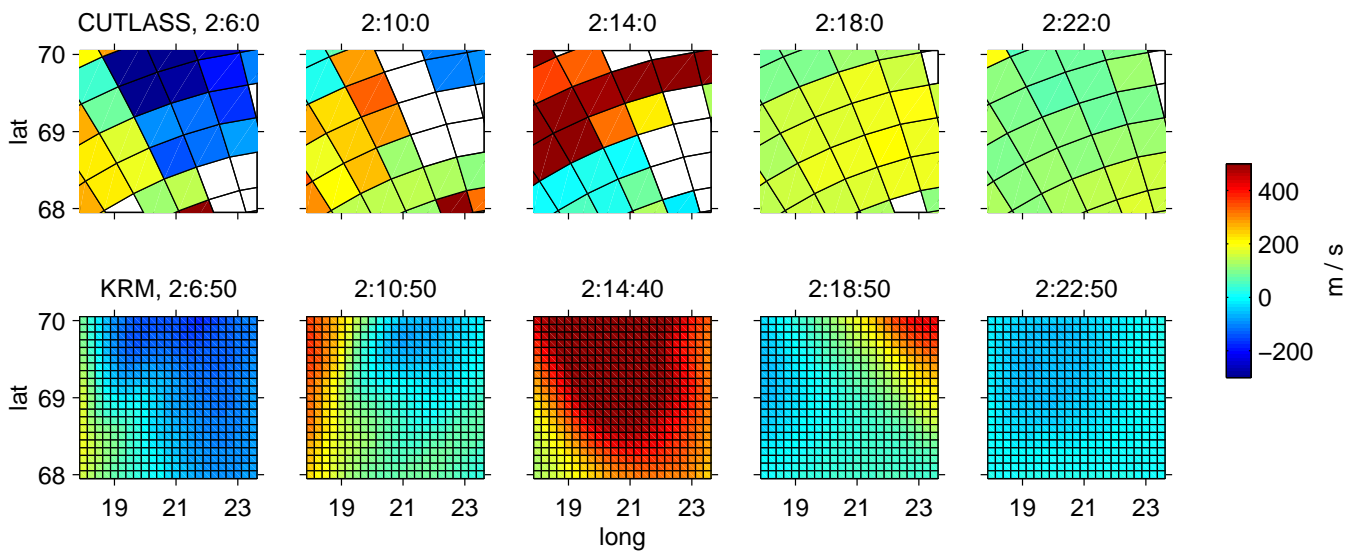 CUTLASS, 2:6:0 2:10:0 2:14:0 2:18:0 2:22:0
70
69
68
lat
400
200
0
−200
m / s
KRM, 2:6:50 2:10:50 2:14:40 2:18:50 2:22:50
70
69
68
lat
19 21 23 19 21 23 19 21 23 19 21 23 19 21 23
long